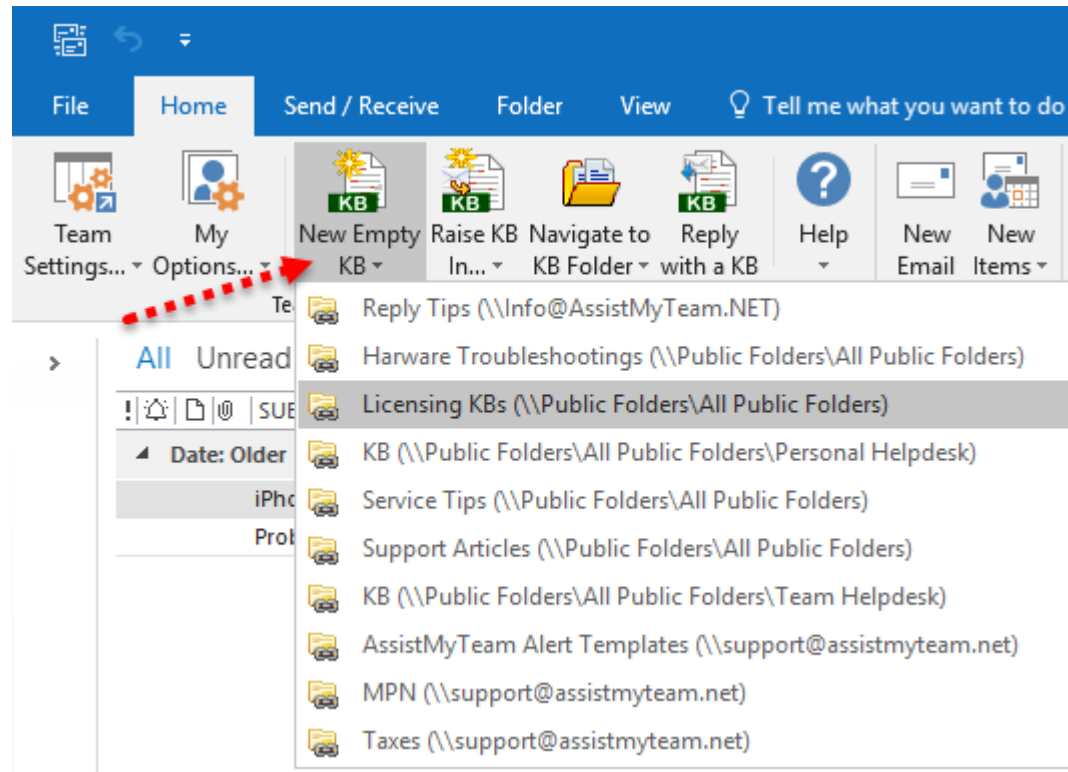 File Home Send / Receive Folder View Tell me what you want to do
KB KB KB
Team My New Empty Raise KB Navigate to Reply Help New New
Settings... Options... KB In... KB Folder with a KB Email Items
Reply Tips (\\Info@AssistMyTeam.NET)
All Unread Harware Troubleshootings (\\Public Folders\All Public Folders)
! Licensing KBs (\\Public Folders\All Public Folders)
Date: Older KB (\\Public Folders\All Public Folders\Personal Helpdesk)
Service Tips (\\Public Folders\All Public Folders)
Support Articles (\\Public Folders\All Public Folders)
KB (\\Public Folders\All Public Folders\Team Helpdesk)
AssistMyTeam Alert Templates (\\support@assistmyteam.net)
MPN (\\support@assistmyteam.net)
Taxes (\\support@assistmyteam.net)